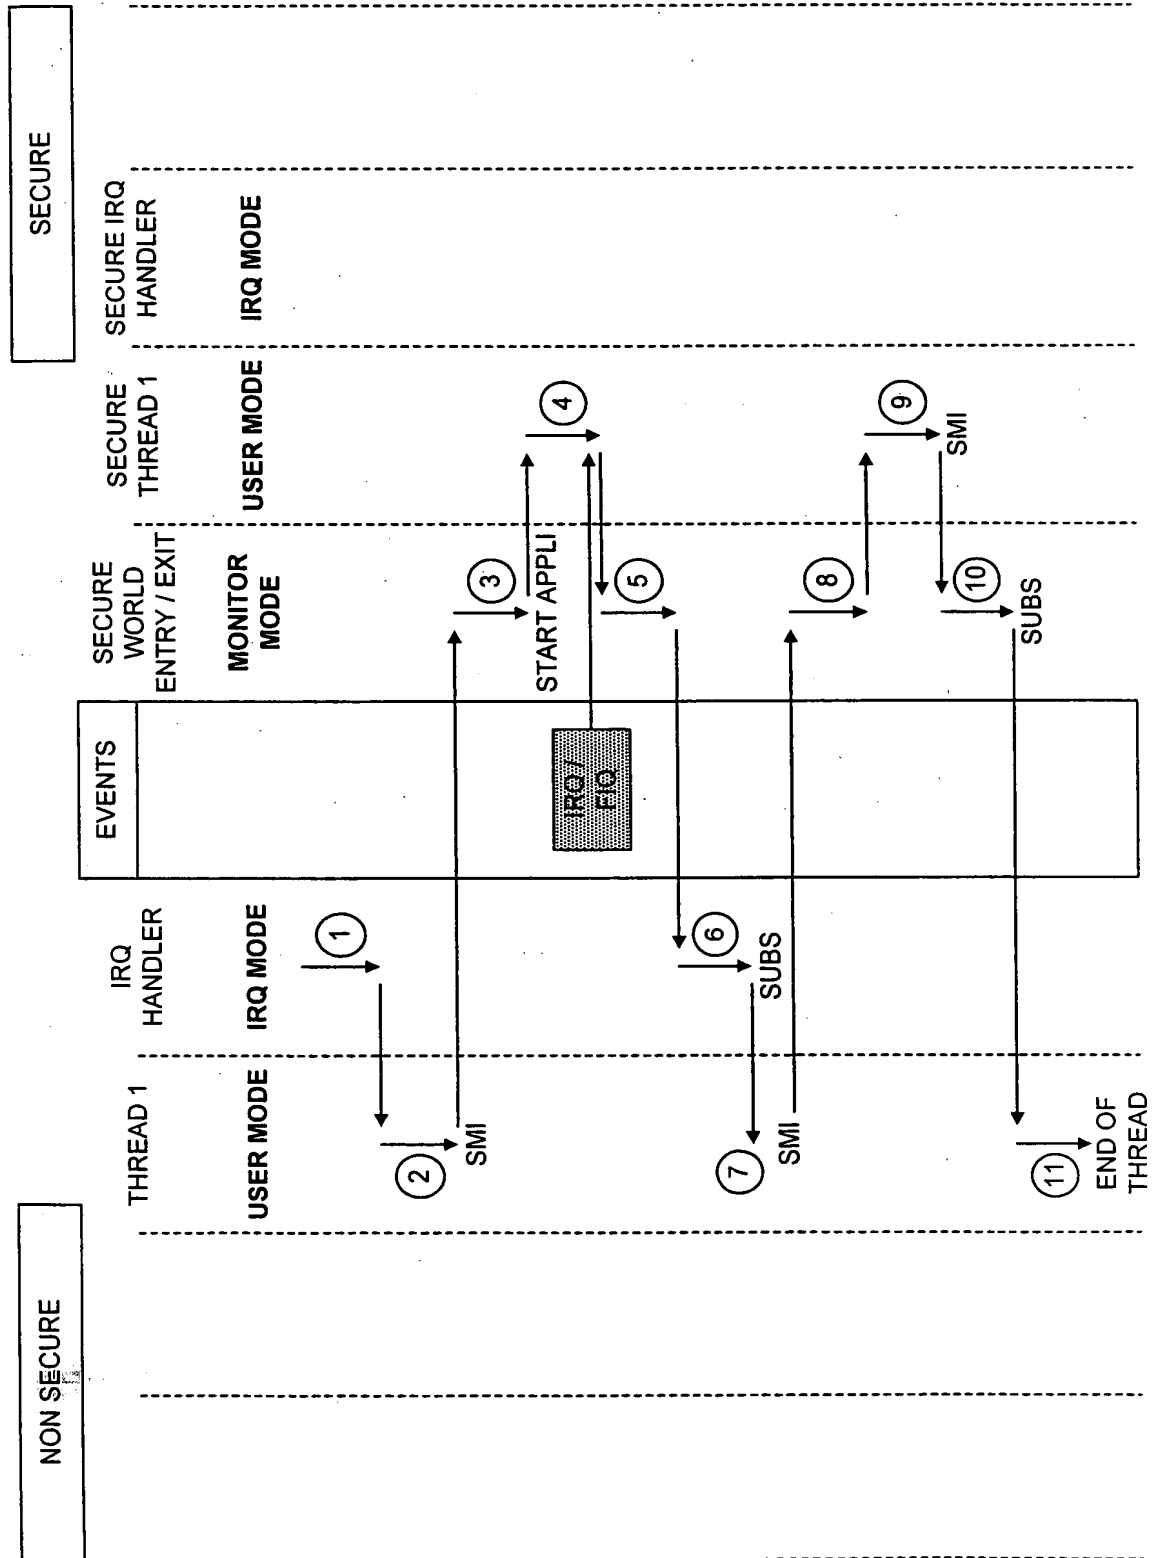 NON SECURE
SECURE
THREAD 1
USER MODE
IRQ
HANDLER
IRQ MODE
EVENTS
SECURE
WORLD
ENTRY / EXIT
MONITOR
MODE
SECURE
THREAD 1
USER MODE
SECURE IRQ
HANDLER
IRQ MODE
1
2
SMI
3
START APPLI
4
IRQ /
FIQ
5
6
SUBS
7
SMI
8
9
SMI
10
SUBS
11
END OF
THREAD